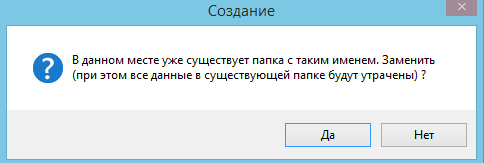 Создание
В данном месте уже существует папка с таким именем. Заменить
(при этом все данные в существующей папке будут утрачены) ?
Да
Нет